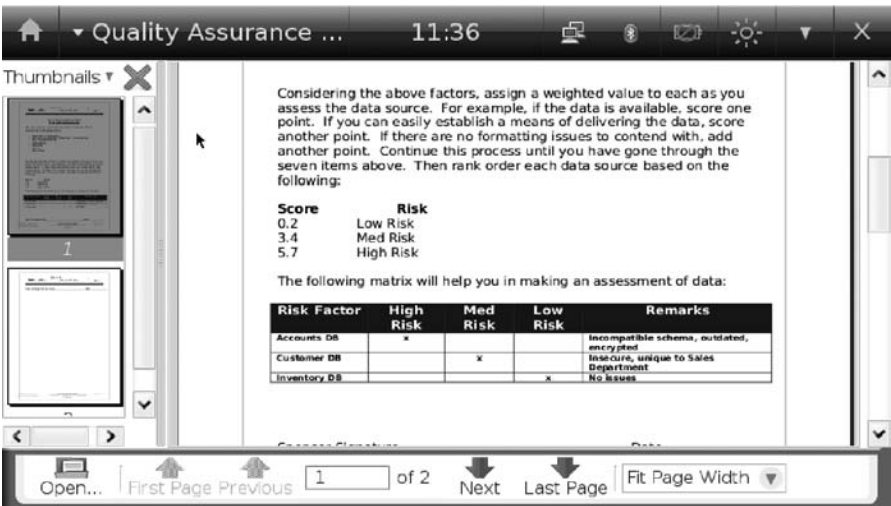 Quality Assurance ... 11:36
Thumbnails
Considering the above factors, assign a weighted value to each as you
assess the data source. For example, if the data is available, score one
point. If you can easily establish a means of delivering the data, score
another point. If there are no formatting issues to contend with, add
another point. Continue this process until you have gone through the
seven items above. Then rank order each data source based on the
following:
Score Risk
0.2 Low Risk
3.4 Med Risk
5.7 High Risk
The following matrix will help you in making an assessment of data:
Risk Factor High Risk Med Risk Low Risk Remarks
Accounts DB x Incompatible schema, outdated,
encrypted
Customer DB x Insecure, unique to Sales
Department
Inventory DB x No issues
1
Open... First Page Previous 1 of 2 Next Last Page Fit Page Width